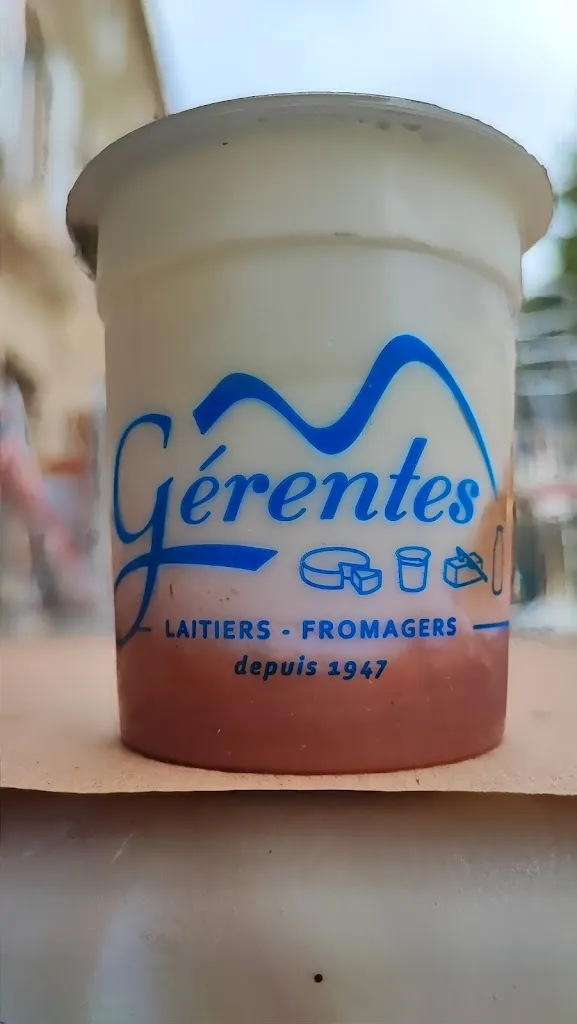 Gérentes
LAITIERS - FROMAGERS
depuis 1947